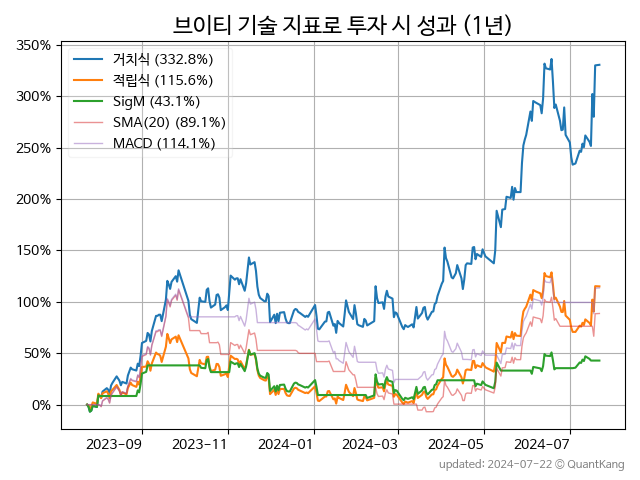 브이티 기술 지표로 투자 시 성과 (1년)
거치식 (332.8%)
적립식 (115.6%)
SigM (43.1%)
SMA(20) (89.1%)
MACD (114.1%)
350%
300%
250%
200%
150%
100%
50%
0%
2023-09 2023-11 2024-01 2024-03 2024-05 2024-07
updated: 2024-07-22 © QuantKang